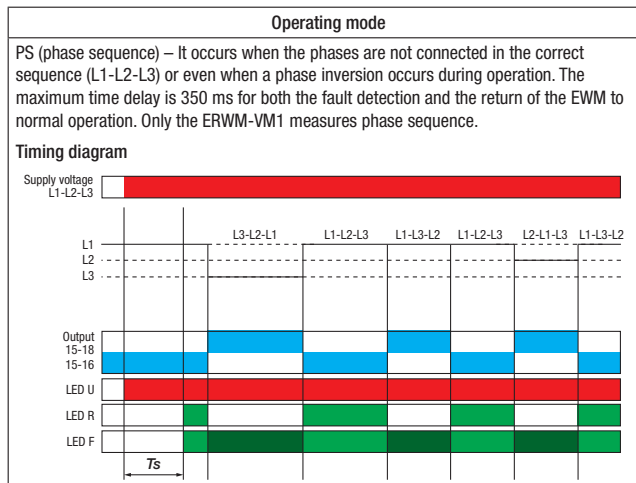 Operating mode
PS (phase sequence) – It occurs when the phases are not connected in the correct
sequence (L1-L2-L3) or even when a phase inversion occurs during operation. The
maximum time delay is 350 ms for both the fault detection and the return of the EWM to
normal operation. Only the ERWM-VM1 measures phase sequence.
Timing diagram
Supply voltage
L1-L2-L3
L3-L2-L1 L1-L2-L3 L1-L3-L2 L1-L2-L3 L2-L1-L3 L1-L3-L2
L1
L2
L3
Output
15-18
15-16
LED U
LED R
LED F
Ts